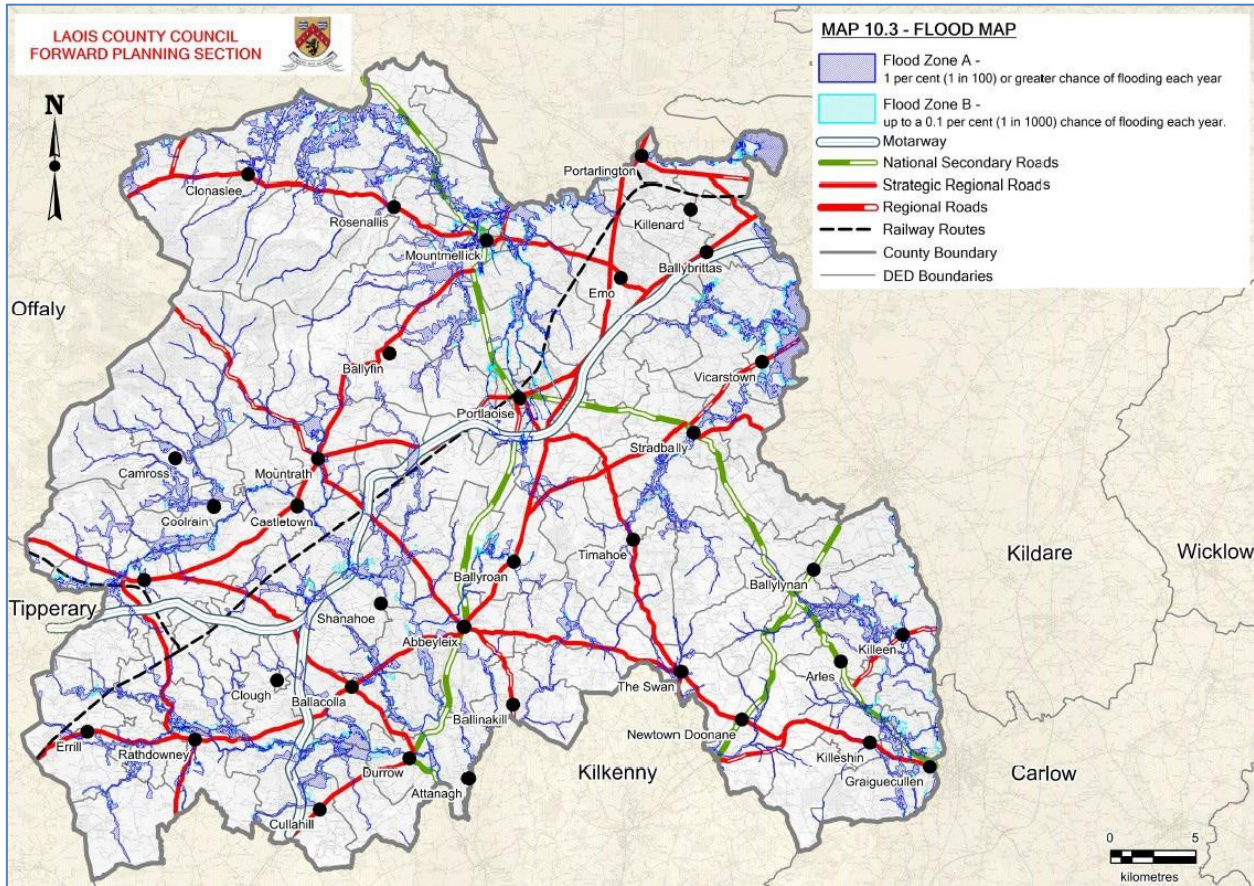 LAOIS COUNTY COUNCIL
FORWARD PLANNING SECTION
N
MAP 10.3 - FLOOD MAP
Flood Zone A -
1 per cent (1 in 100) or greater chance of flooding each year
Flood Zone B -
up to a 0.1 per cent (1 in 1000) chance of flooding each year.
Motarway
National Secondary Roads
Strategic Regional Roads
Regional Roads
Railway Routes
County Boundary
DED Boundaries
Portarlington
Clonaslee
Rosenallis
Killenard
Mountmellick
Ballybrittas
Emo
Offaly
Ballyfin
Vicarstown
Portlaoise
Stradbally
Camross
Mountrath
Coolrain
Castletown
Timahoe
Kildare
Wicklow
Ballyroan
Ballylynan
Tipperary
Shanahoe
Abbeyleix
Killeen
The Swan
Arles
Clough
Ballacolla
Ballinakill
Newtown Doonane
Errill
Rathdowney
Killeshin
Durrow
Kilkenny
Graiguecullen
Carlow
Attanagh
Cullahill
0 5
kilometres